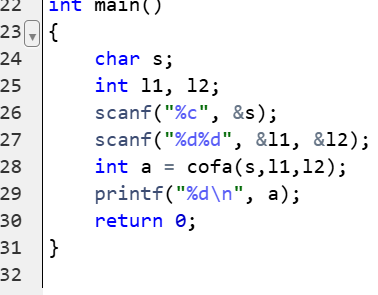 22 int main()
23 {
24 char s;
25 int l1, l2;
26 scanf("%c", &s);
27 scanf("%d%d", &l1, &l2);
28 int a = cofa(s,l1,l2);
29 printf("%d\n", a);
30 return 0;
31 }
32